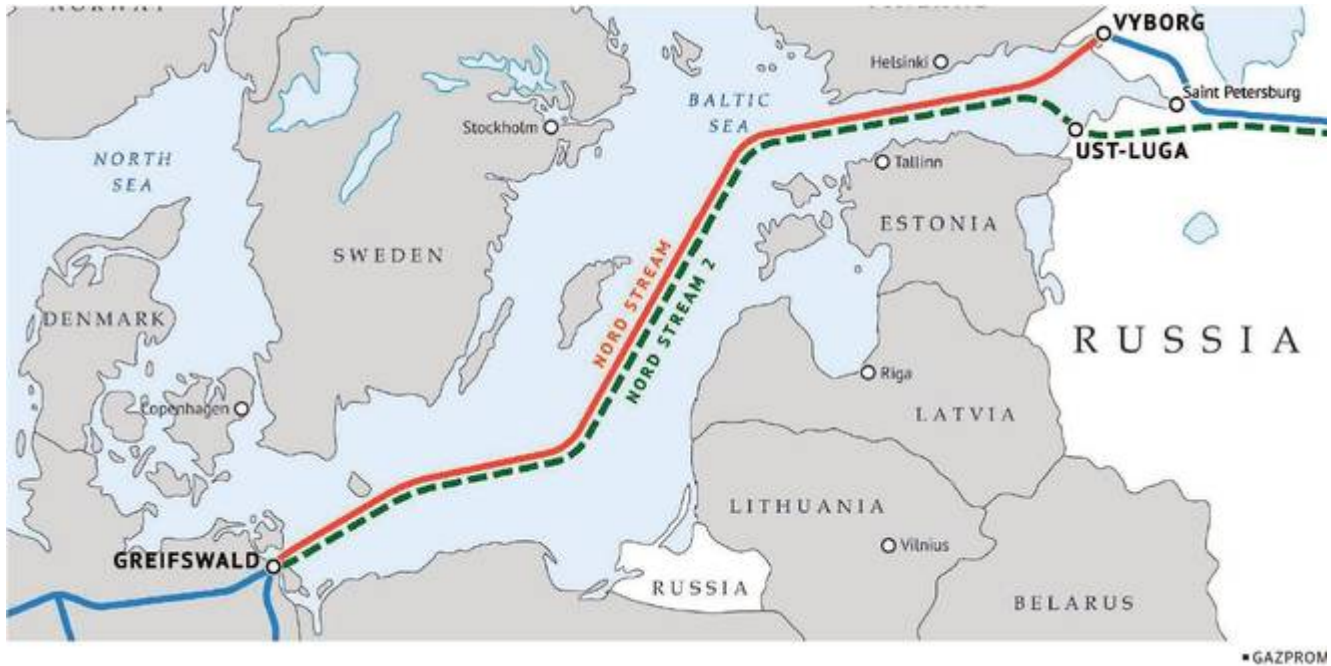 NORWAY
VYBORG
Helsinki
BALTIC
SEA
Saint Petersburg
Stockholm
NORTH
SEA
UST-LUGA
Tallinn
ESTONIA
SWEDEN
NORD STREAM
NORD STREAM 2
DENMARK
RUSSIA
Riga
Copenhagen
LATVIA
LITHUANIA
GREIFSWALD
Vilnius
RUSSIA
BELARUS
GAZPROM